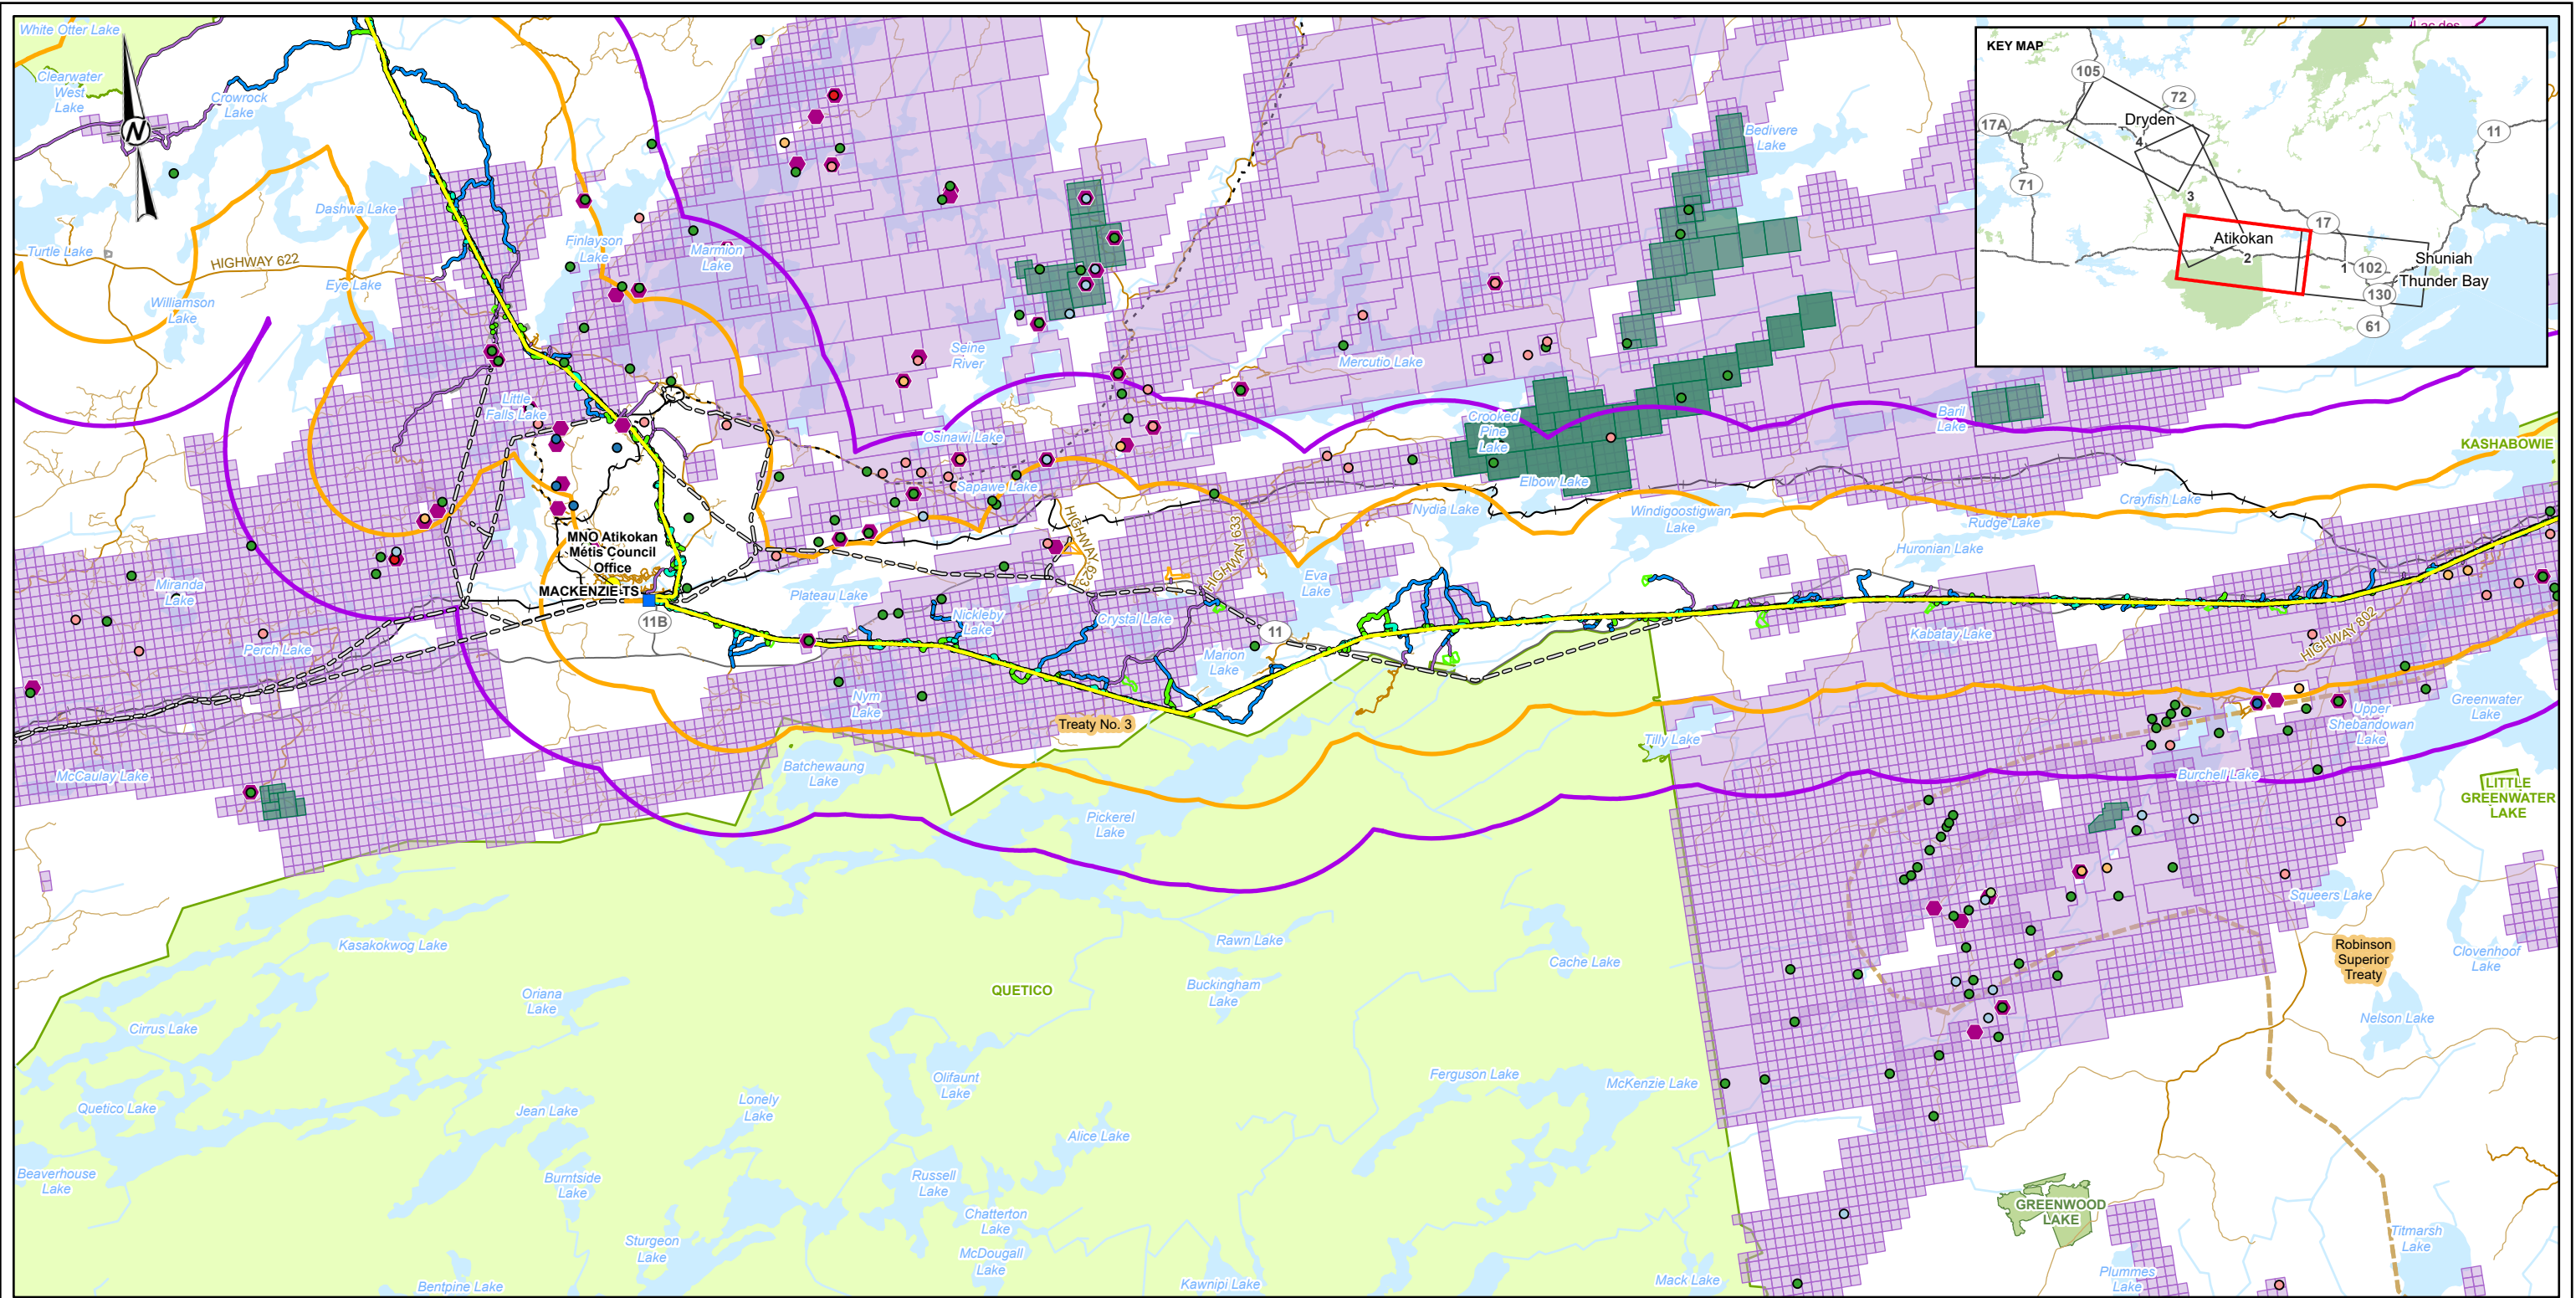 White Otter Lake
Clearwater
West
Lake
Crowrock
Lake
N
Dashwa Lake
Turtle Lake
HIGHWAY 622
Eye Lake
Williamson
Lake
Finlayson
Lake
Marmion
Lake
Little
Falls Lake
Seine
River
Osinawi Lake
Sapawe Lake
Mercutio Lake
Bedivere
Lake
Crooked
Pine
Lake
Elbow Lake
Baril
Lake
KASHABOWIE
Nydia Lake
Windigoostigwan
Lake
Rudge Lake
Crayfish Lake
Huronian Lake
HIGHWAY 623
HIGHWAY 633
MNO Atikokan
Métis Council
Office
MACKENZIE TS
11B
Miranda
Lake
Perch Lake
McCaulay Lake
Plateau Lake
Nickleby
Lake
Crystal Lake
Eva
Lake
11
Marion
Lake
Nym
Lake
Treaty No. 3
Kabatay Lake
HIGHWAY 802
Tilly Lake
Upper
Shebandowan
Lake
Greenwater
Lake
Burchell Lake
LITTLE
GREENWATER
LAKE
Batchewaung
Lake
Pickerel
Lake
Squeers Lake
Robinson
Superior
Treaty
Clovenhoof
Lake
Nelson Lake
Kasakokwog Lake
Rawn Lake
Cache Lake
QUETICO
Buckingham
Lake
Oriana
Lake
Cirrus Lake
Quetico Lake
Jean Lake
Lonely
Lake
Olifaunt
Lake
Alice Lake
Ferguson Lake
McKenzie Lake
Beaverhouse
Lake
Burntside
Lake
Russell
Lake
Chatterton
Lake
McDougall
Lake
Sturgeon
Lake
Bentpine Lake
Kawnipi Lake
Mack Lake
GREENWOOD
LAKE
Plummes
Lake
Titmarsh
Lake
Lac des
KEY MAP
105
72
17A
Dryden
4
11
71
3
17
Atikokan
2
1
102
Shuniah
Thunder Bay
130
61